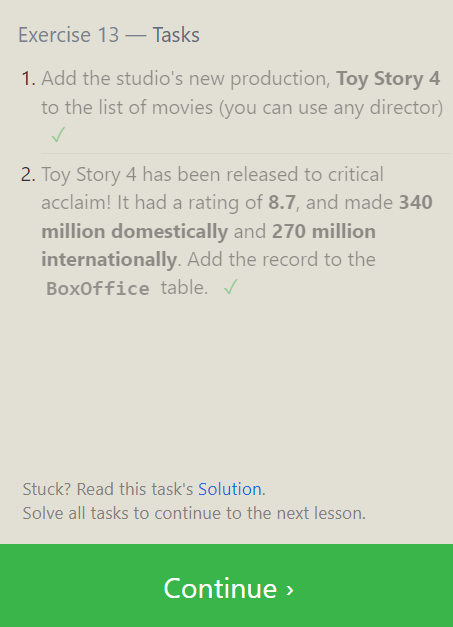 Exercise 13 — Tasks
1. Add the studio's new production, Toy Story 4
to the list of movies (you can use any director)
✓
2. Toy Story 4 has been released to critical
acclaim! It had a rating of 8.7, and made 340
million domestically and 270 million
internationally. Add the record to the
BoxOffice table. ✓
Stuck? Read this task's Solution.
Solve all tasks to continue to the next lesson.
Continue ›